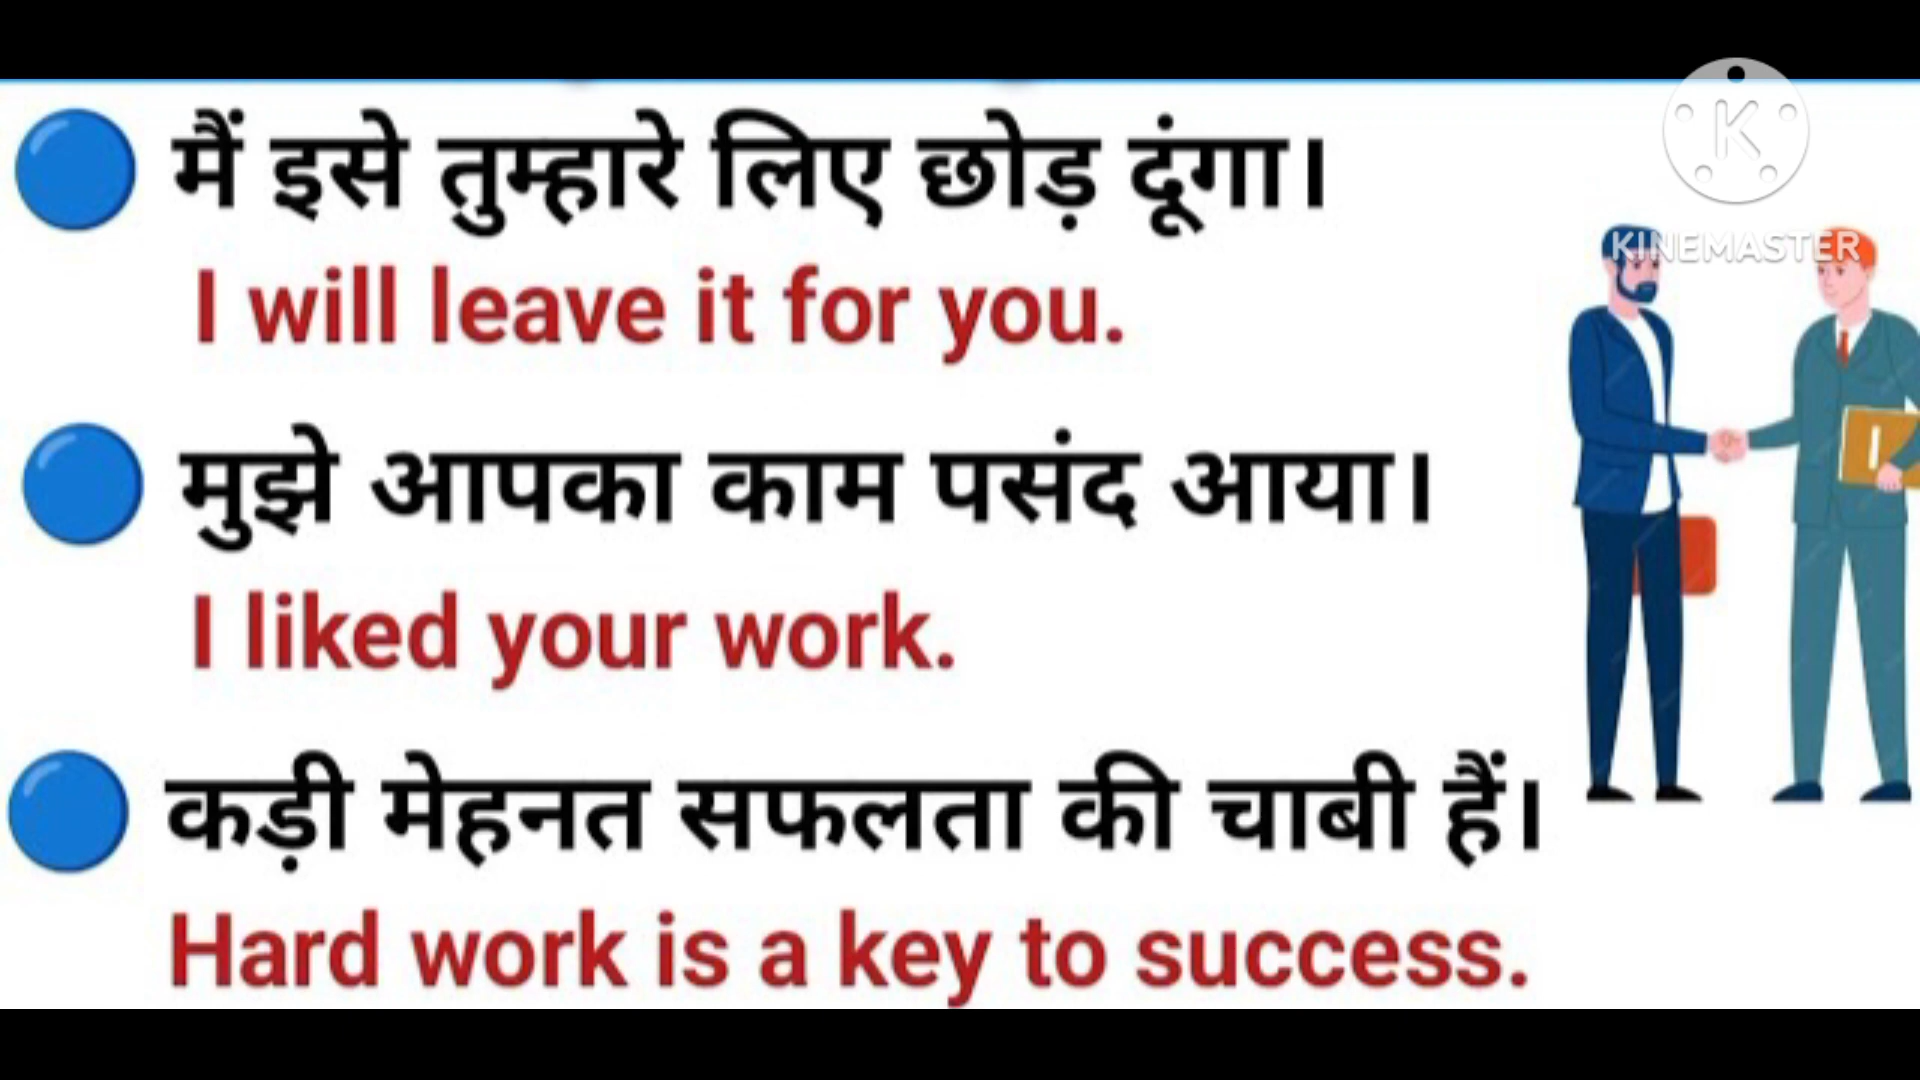 मैं इसे तुम्हारे लिए छोड़ दूंगा।
I will leave it for you.
मुझे आपका काम पसंद आया।
I liked your work.
कड़ी मेहनत सफलता की चाबी हैं।
Hard work is a key to success.
K
KINEMASTER